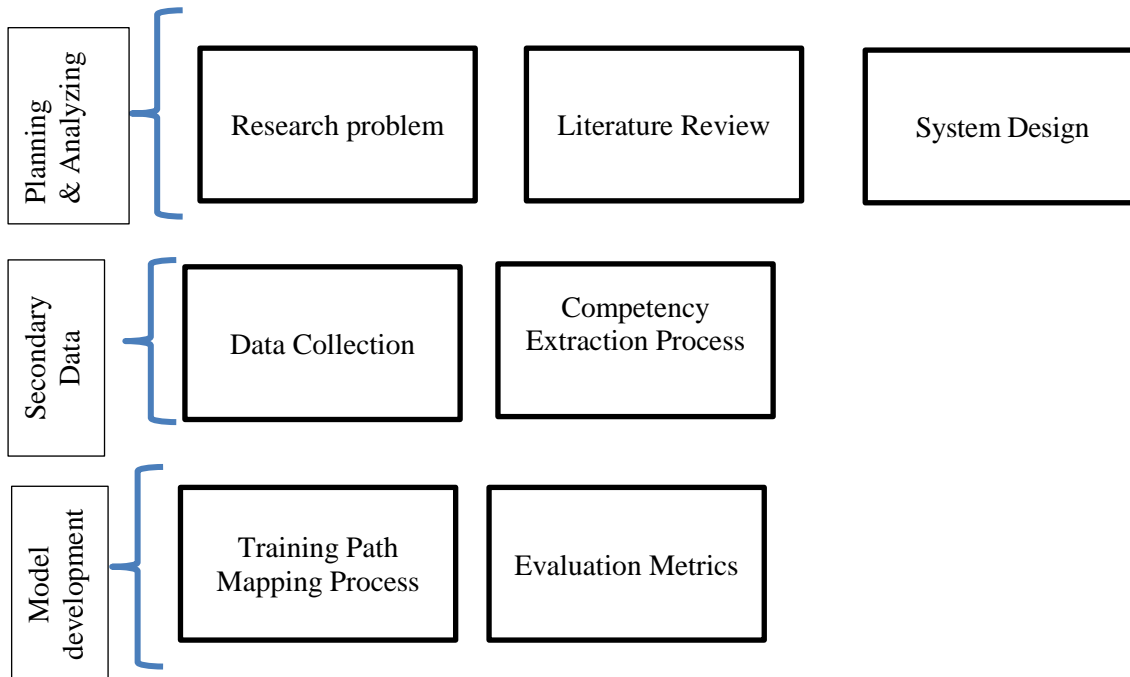 Planning
& Analyzing
Research problem
Literature Review
System Design
Secondary
Data
Data Collection
Competency
Extraction Process
Model
development
Training Path
Mapping Process
Evaluation Metrics